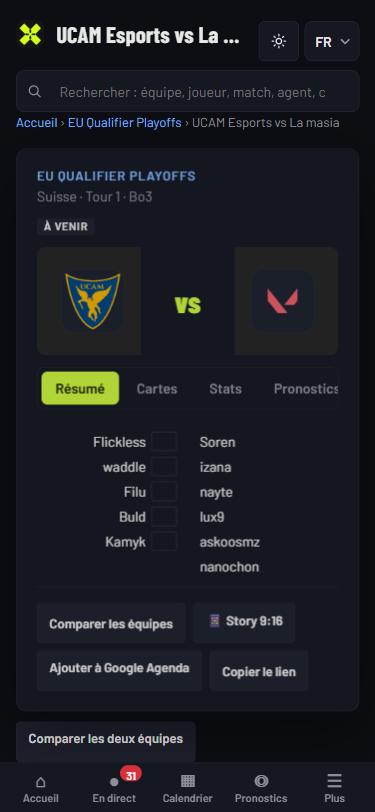 UCAM Esports vs La ...
FR
Rechercher : équipe, joueur, match, agent, c
Accueil › EU Qualifier Playoffs › UCAM Esports vs La masia
EU QUALIFIER PLAYOFFS
Suisse · Tour 1 · Bo3
À VENIR
UCAM
VS
Résumé Cartes Stats Pronostics
Flickless Soren
waddle izana
Filu nayte
Buld lux9
Kamyk askoosmz
nanochon
Comparer les équipes Story 9:16
Ajouter à Google Agenda Copier le lien
Comparer les deux équipes
31
Accueil En direct Calendrier Pronostics Plus